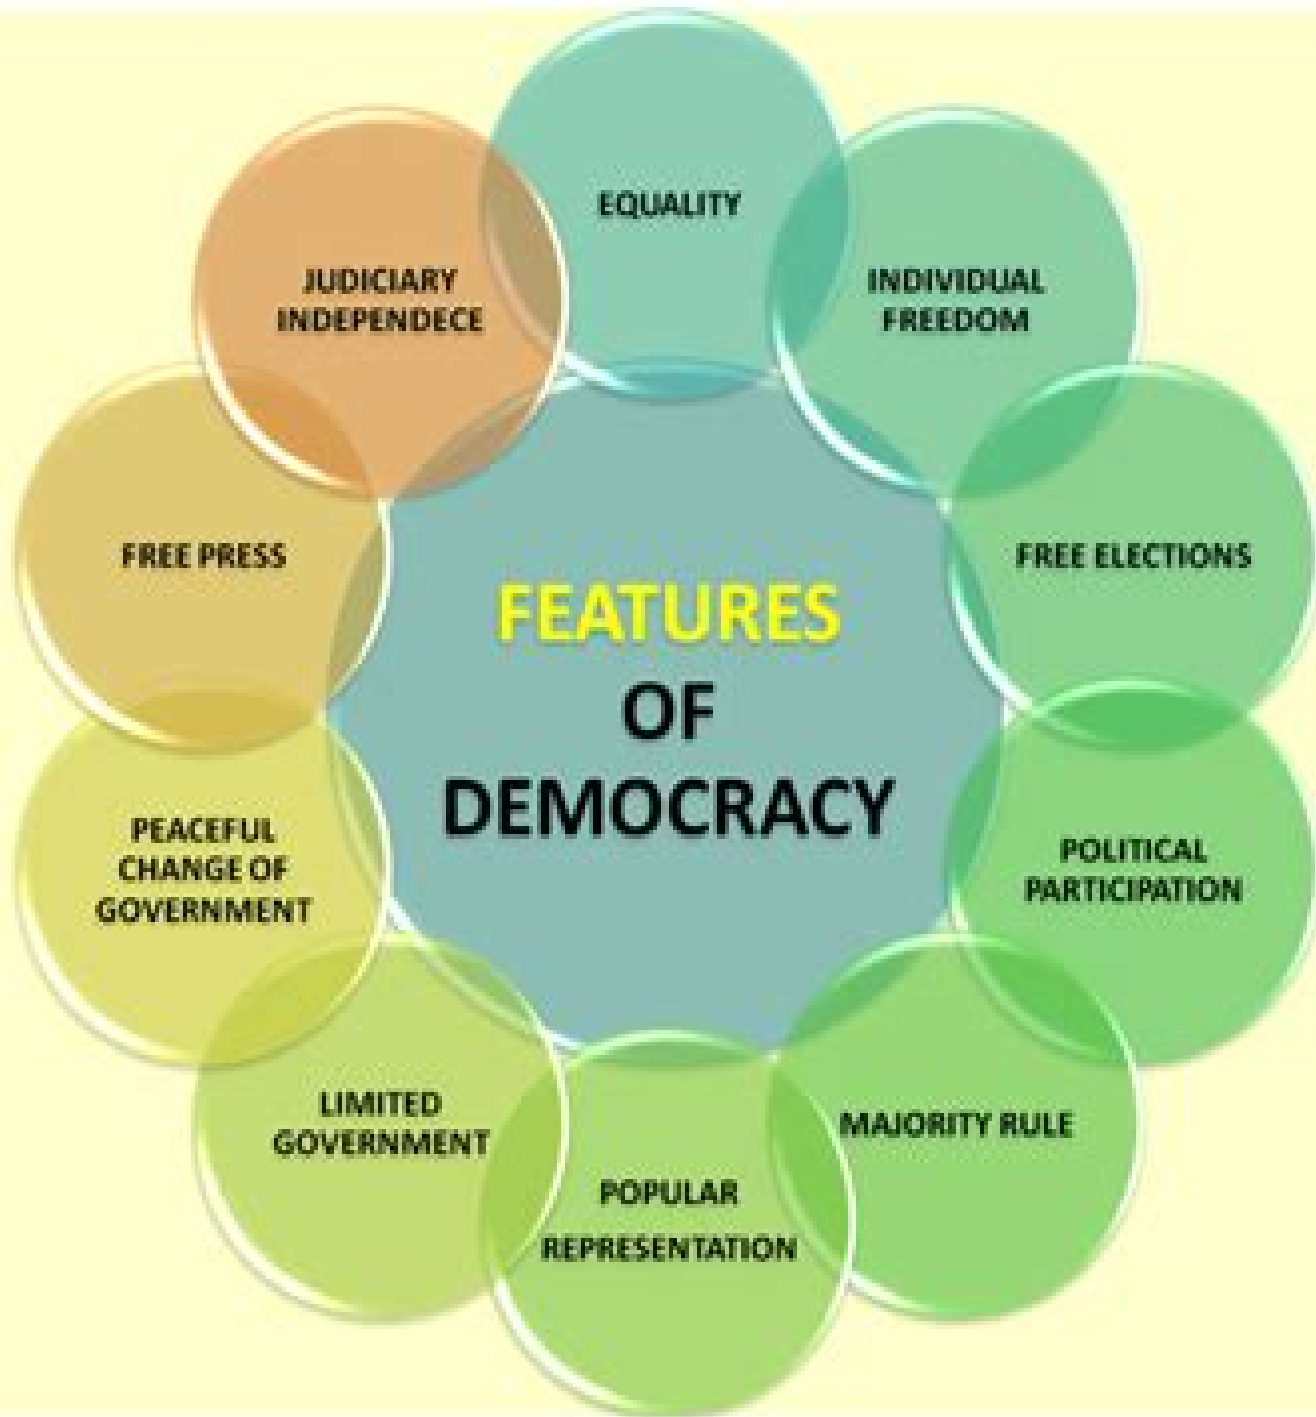 FEATURES
OF
DEMOCRACY
EQUALITY
INDIVIDUAL
FREEDOM
FREE ELECTIONS
POLITICAL
PARTICIPATION
MAJORITY RULE
POPULAR
REPRESENTATION
LIMITED
GOVERNMENT
PEACEFUL
CHANGE OF
GOVERNMENT
FREE PRESS
JUDICIARY
INDEPENDECE